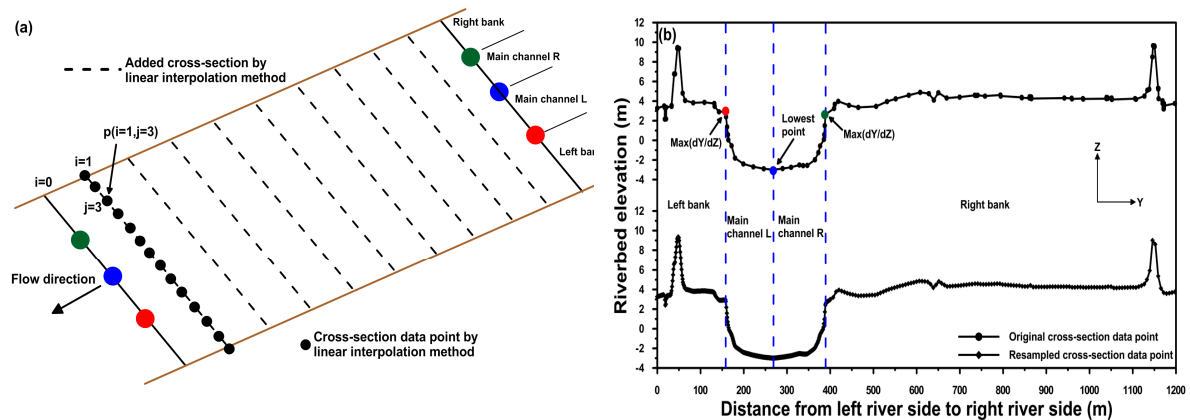 (a)
Right bank
Main channel R
Main channel L
Left ban
Added cross-section by
linear interpolation method
p(i=1,j=3)
i=1
i=0
j=3
Flow direction
Cross-section data point by
linear interpolation method
(b)
12
10
8
6
4
2
0
-2
-4
12
10
8
6
4
2
0
-2
-4
Riverbed elevation (m)
Max(dY/dZ)
Lowest
point
Max(dY/dZ)
Z
Y
Left bank
Main
channel L
Main
channel R
Right bank
Original cross-section data point
Resampled cross-section data point
0 100 200 300 400 500 600 700 800 900 1000 1100 1200
Distance from left river side to right river side (m)